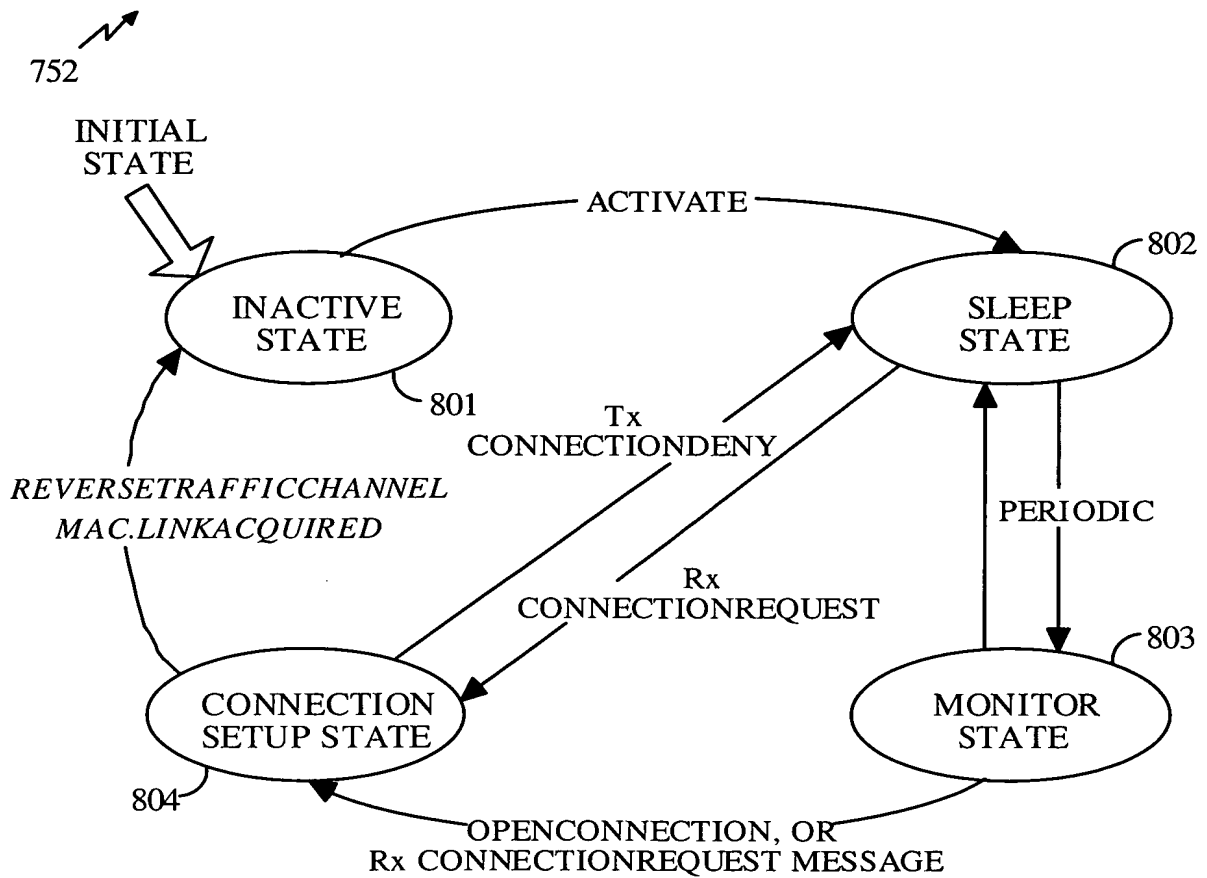 752
INITIAL
STATE
ACTIVATE
802
INACTIVE
STATE
SLEEP
STATE
801
Tx
CONNECTIONDENY
REVERSETRAFFICCHANNEL
MAC.LINKACQUIRED
PERIODIC
Rx
CONNECTIONREQUEST
803
CONNECTION
SETUP STATE
MONITOR
STATE
804
OPENCONNECTION, OR
Rx CONNECTIONREQUEST MESSAGE